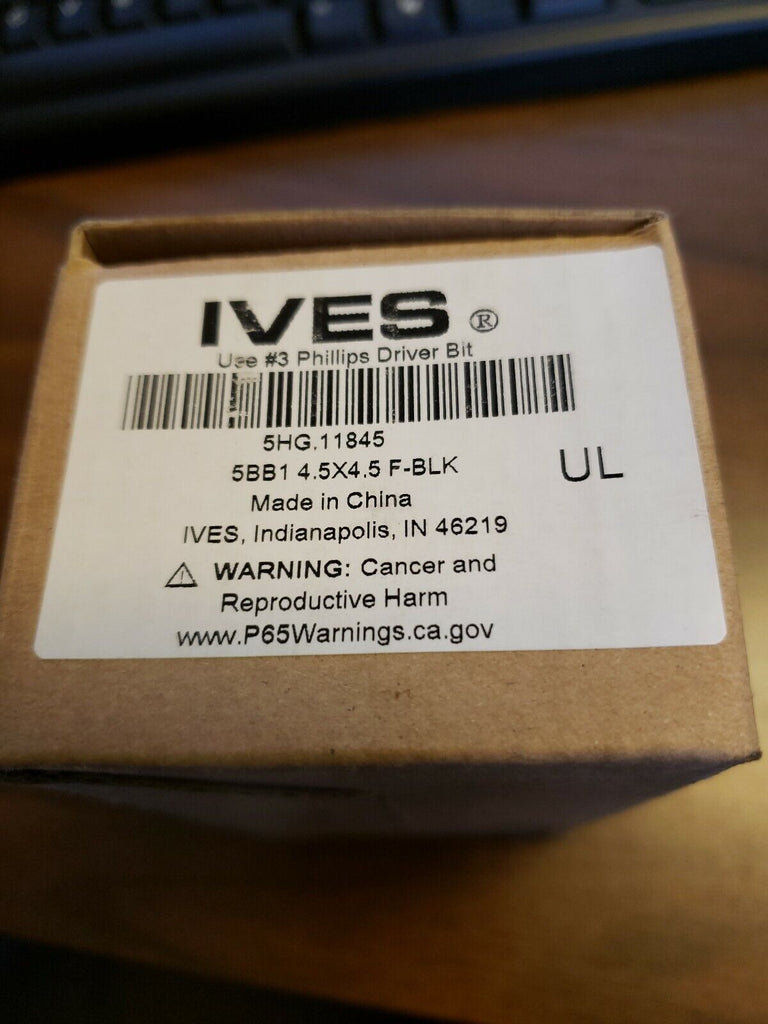 IVES ®
Use #3 Phillips Driver Bit
5HG.11845
5BB1 4.5X4.5 F-BLK
UL
Made in China
IVES, Indianapolis, IN 46219
⚠ WARNING: Cancer and
Reproductive Harm
www.P65Warnings.ca.gov